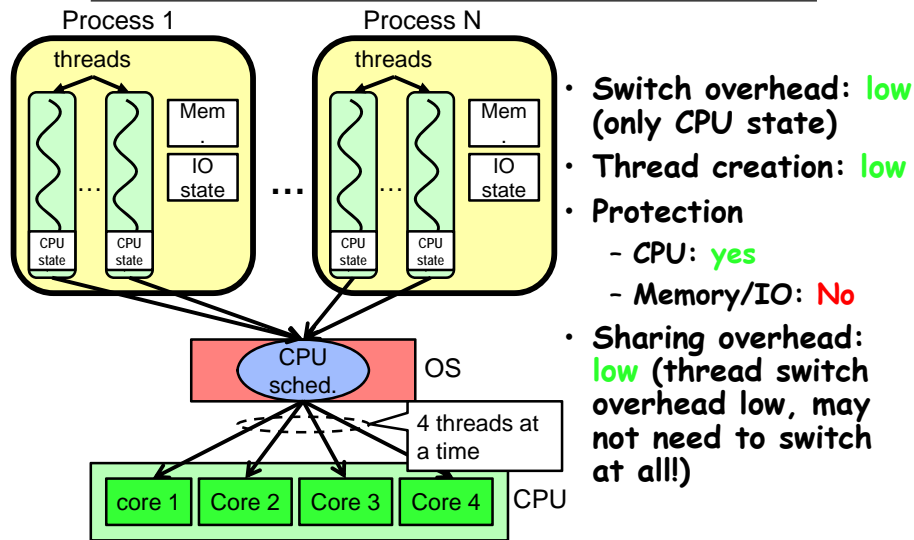 Process 1
Process N
threads
threads
Mem
.
IO
state
...
CPU
state
...
CPU
state
...
Mem
.
IO
state
CPU
state
...
CPU
state
CPU
sched.
OS
4 threads at
a time
core 1
Core 2
Core 3
Core 4
CPU
• Switch overhead: low
(only CPU state)
• Thread creation: low
• Protection
– CPU: yes
– Memory/IO: No
• Sharing overhead:
low (thread switch
overhead low, may
not need to switch
at all!)